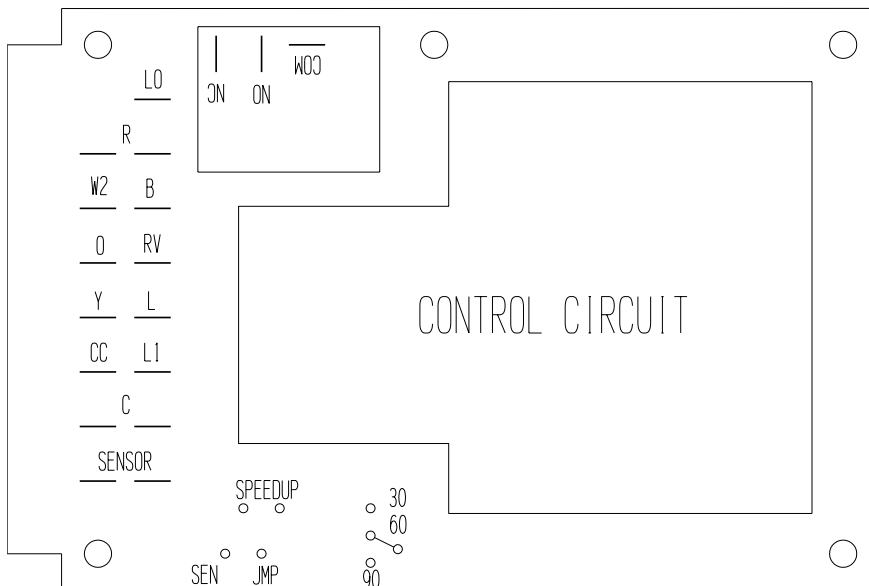 NC NO COM
LO
R
W2 B
O RV
Y L
CONTROL CIRCUIT
CC L1
C
SENSOR
SPEEDUP
30
60
SEN JMP
90